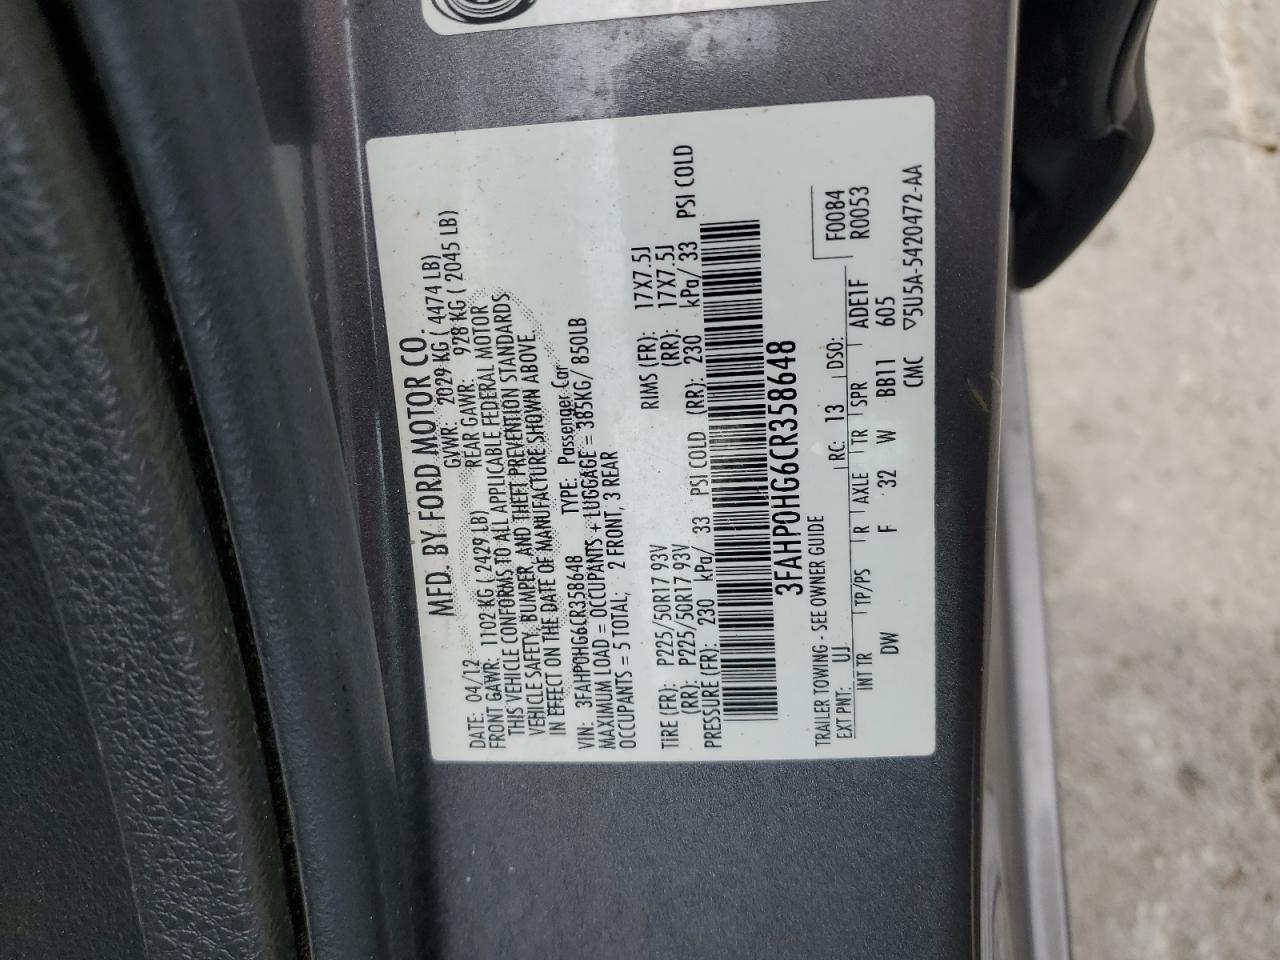 MFD. BY FORD MOTOR CO.
DATE: 04/12 GVWR: 2029 KG ( 4474 LB)
FRONT GAWR: 1102 KG ( 2429 LB) REAR GAWR: 928 KG ( 2045 LB)
THIS VEHICLE CONFORMS TO ALL APPLICABLE FEDERAL MOTOR
VEHICLE SAFETY, BUMPER, AND THEFT PREVENTION STANDARDS
IN EFFECT ON THE DATE OF MANUFACTURE SHOWN ABOVE.
VIN: 3FAHP0HG6CR358648 TYPE: Passenger Car
MAXIMUM LOAD = OCCUPANTS + LUGGAGE = 385KG/ 850LB
OCCUPANTS = 5 TOTAL; 2 FRONT, 3 REAR
TIRE (FR): P225/50R17 93V RIMS (FR): 17X7.5J
(RR): P225/50R17 93V (RR): 17X7.5J
PRESSURE (FR): 230 kPa/ 33 PSI COLD (RR): 230 kPa/ 33 PSI COLD
3FAHP0HG6CR358648
TRAILER TOWING - SEE OWNER GUIDE F0084
EXT PNT: UJ RC: 13 DSO: R0053
INT TR TP/PS R AXLE TR SPR ADE1F
DW F 32 W BB11 605
CMC ▽5U5A-5420472-AA